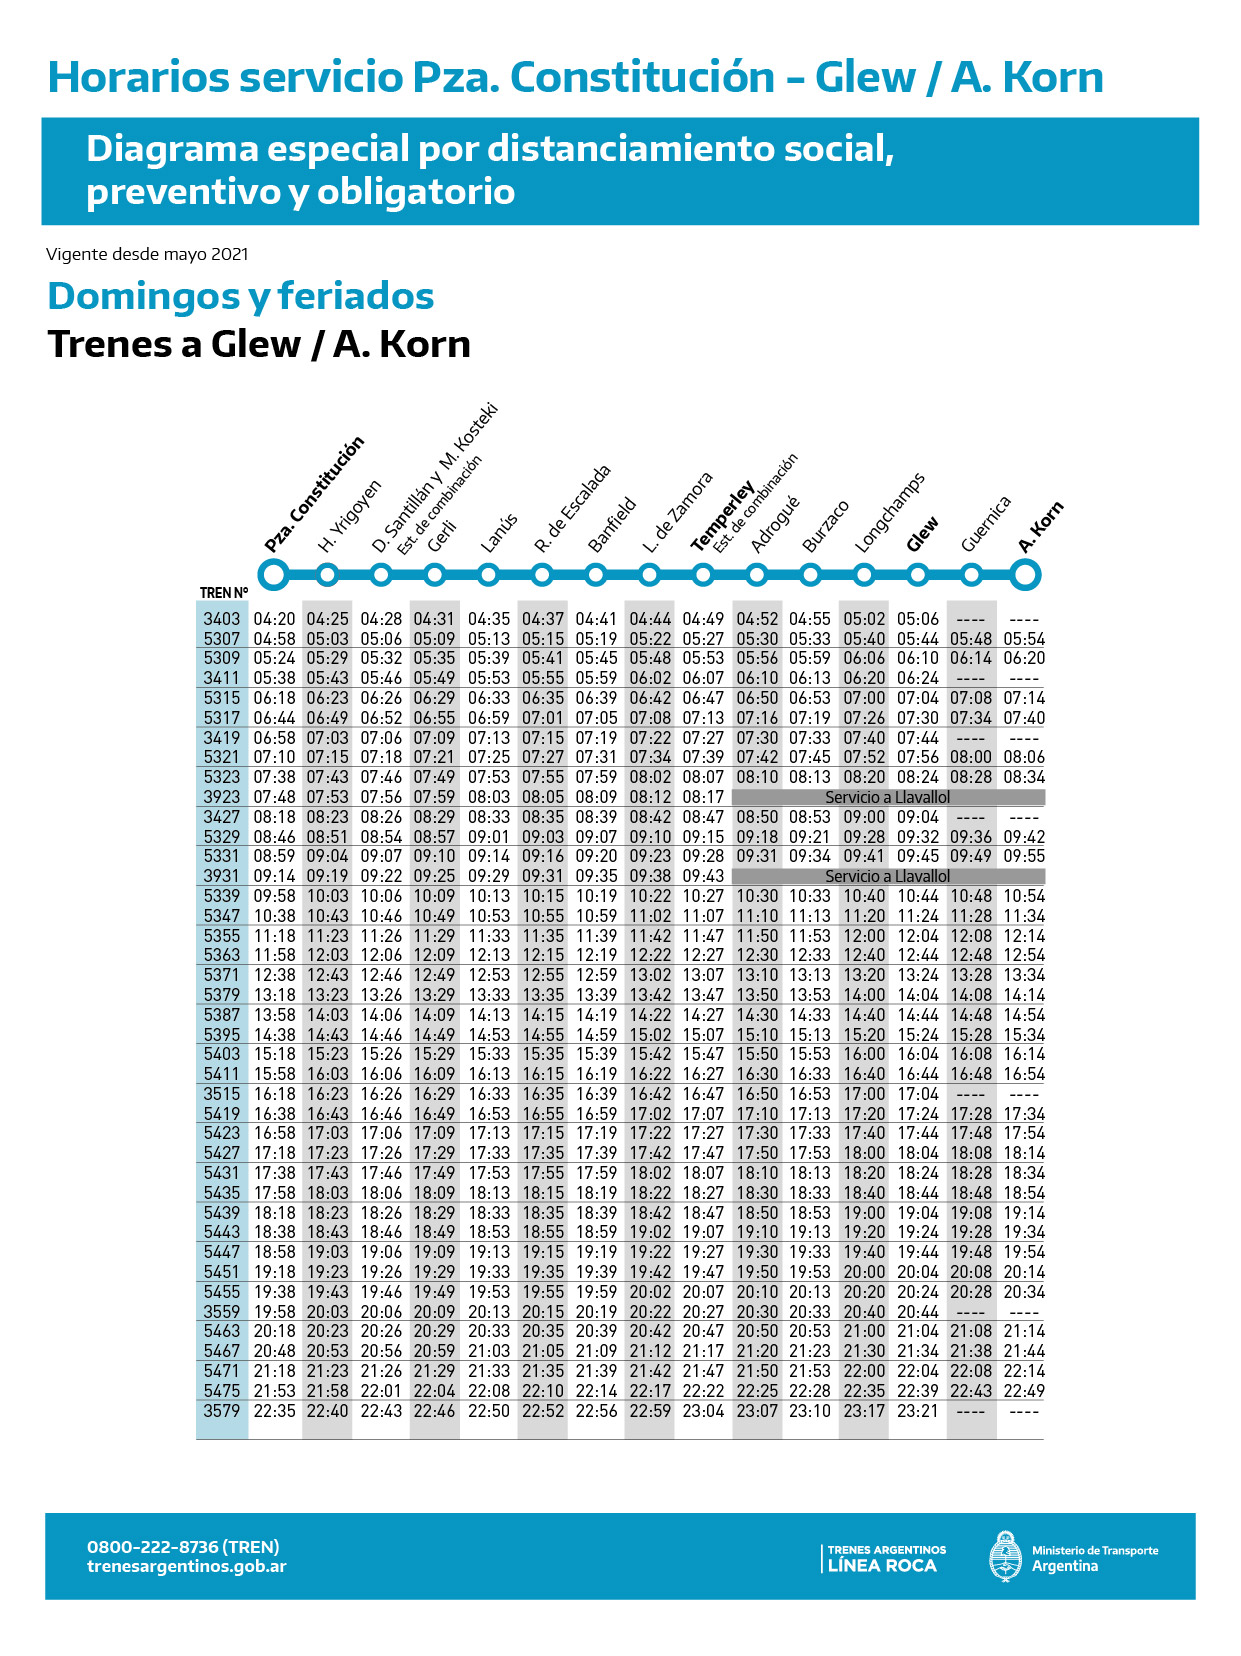 Horarios servicio Pza. Constitución - Glew / A. Korn
Diagrama especial por distanciamiento social,
preventivo y obligatorio
Vigente desde mayo 2021
Domingos y feriados
Trenes a Glew / A. Korn
Pza. Constitución
H. Yrigoyen
D. Santillán y M. Kosteki
Est. de combinación
Gerli
Lanús
R. de Escalada
Banfield
L. de Zamora
Temperley
Est. de combinación
Adrogué
Burzaco
Longchamps
Glew
Guernica
A. Korn
TREN Nº
3403 04:20 04:25 04:28 04:31 04:35 04:37 04:41 04:44 04:49 04:52 04:55 05:02 05:06 ---- ----
5307 04:58 05:03 05:06 05:09 05:13 05:15 05:19 05:22 05:27 05:30 05:33 05:40 05:44 05:48 05:54
5309 05:24 05:29 05:32 05:35 05:39 05:41 05:45 05:48 05:53 05:56 05:59 06:06 06:10 06:14 06:20
3411 05:38 05:43 05:46 05:49 05:53 05:55 05:59 06:02 06:07 06:10 06:13 06:20 06:24 ---- ----
5315 06:18 06:23 06:26 06:29 06:33 06:35 06:39 06:42 06:47 06:50 06:53 07:00 07:04 07:08 07:14
5317 06:44 06:49 06:52 06:55 06:59 07:01 07:05 07:08 07:13 07:16 07:19 07:26 07:30 07:34 07:40
3419 06:58 07:03 07:06 07:09 07:13 07:15 07:19 07:22 07:27 07:30 07:33 07:40 07:44 ---- ----
5321 07:10 07:15 07:18 07:21 07:25 07:27 07:31 07:34 07:39 07:42 07:45 07:52 07:56 08:00 08:06
5323 07:38 07:43 07:46 07:49 07:53 07:55 07:59 08:02 08:07 08:10 08:13 08:20 08:24 08:28 08:34
3923 07:48 07:53 07:56 07:59 08:03 08:05 08:09 08:12 08:17 Servicio a Llavallol
3427 08:18 08:23 08:26 08:29 08:33 08:35 08:39 08:42 08:47 08:50 08:53 09:00 09:04 ---- ----
5329 08:46 08:51 08:54 08:57 09:01 09:03 09:07 09:10 09:15 09:18 09:21 09:28 09:32 09:36 09:42
5331 08:59 09:04 09:07 09:10 09:14 09:16 09:20 09:23 09:28 09:31 09:34 09:41 09:45 09:49 09:55
3931 09:14 09:19 09:22 09:25 09:29 09:31 09:35 09:38 09:43 Servicio a Llavallol
5339 09:58 10:03 10:06 10:09 10:13 10:15 10:19 10:22 10:27 10:30 10:33 10:40 10:44 10:48 10:54
5347 10:38 10:43 10:46 10:49 10:53 10:55 10:59 11:02 11:07 11:10 11:13 11:20 11:24 11:28 11:34
5355 11:18 11:23 11:26 11:29 11:33 11:35 11:39 11:42 11:47 11:50 11:53 12:00 12:04 12:08 12:14
5363 11:58 12:03 12:06 12:09 12:13 12:15 12:19 12:22 12:27 12:30 12:33 12:40 12:44 12:48 12:54
5371 12:38 12:43 12:46 12:49 12:53 12:55 12:59 13:02 13:07 13:10 13:13 13:20 13:24 13:28 13:34
5379 13:18 13:23 13:26 13:29 13:33 13:35 13:39 13:42 13:47 13:50 13:53 14:00 14:04 14:08 14:14
5387 13:58 14:03 14:06 14:09 14:13 14:15 14:19 14:22 14:27 14:30 14:33 14:40 14:44 14:48 14:54
5395 14:38 14:43 14:46 14:49 14:53 14:55 14:59 15:02 15:07 15:10 15:13 15:20 15:24 15:28 15:34
5403 15:18 15:23 15:26 15:29 15:33 15:35 15:39 15:42 15:47 15:50 15:53 16:00 16:04 16:08 16:14
5411 15:58 16:03 16:06 16:09 16:13 16:15 16:19 16:22 16:27 16:30 16:33 16:40 16:44 16:48 16:54
3515 16:18 16:23 16:26 16:29 16:33 16:35 16:39 16:42 16:47 16:50 16:53 17:00 17:04 ---- ----
5419 16:38 16:43 16:46 16:49 16:53 16:55 16:59 17:02 17:07 17:10 17:13 17:20 17:24 17:28 17:34
5423 16:58 17:03 17:06 17:09 17:13 17:15 17:19 17:22 17:27 17:30 17:33 17:40 17:44 17:48 17:54
5427 17:18 17:23 17:26 17:29 17:33 17:35 17:39 17:42 17:47 17:50 17:53 18:00 18:04 18:08 18:14
5431 17:38 17:43 17:46 17:49 17:53 17:55 17:59 18:02 18:07 18:10 18:13 18:20 18:24 18:28 18:34
5435 17:58 18:03 18:06 18:09 18:13 18:15 18:19 18:22 18:27 18:30 18:33 18:40 18:44 18:48 18:54
5439 18:18 18:23 18:26 18:29 18:33 18:35 18:39 18:42 18:47 18:50 18:53 19:00 19:04 19:08 19:14
5443 18:38 18:43 18:46 18:49 18:53 18:55 18:59 19:02 19:07 19:10 19:13 19:20 19:24 19:28 19:34
5447 18:58 19:03 19:06 19:09 19:13 19:15 19:19 19:22 19:27 19:30 19:33 19:40 19:44 19:48 19:54
5451 19:18 19:23 19:26 19:29 19:33 19:35 19:39 19:42 19:47 19:50 19:53 20:00 20:04 20:08 20:14
5455 19:38 19:43 19:46 19:49 19:53 19:55 19:59 20:02 20:07 20:10 20:13 20:20 20:24 20:28 20:34
3559 19:58 20:03 20:06 20:09 20:13 20:15 20:19 20:22 20:27 20:30 20:33 20:40 20:44 ---- ----
5463 20:18 20:23 20:26 20:29 20:33 20:35 20:39 20:42 20:47 20:50 20:53 21:00 21:04 21:08 21:14
5467 20:48 20:53 20:56 20:59 21:03 21:05 21:09 21:12 21:17 21:20 21:23 21:30 21:34 21:38 21:44
5471 21:18 21:23 21:26 21:29 21:33 21:35 21:39 21:42 21:47 21:50 21:53 22:00 22:04 22:08 22:14
5475 21:53 21:58 22:01 22:04 22:08 22:10 22:14 22:17 22:22 22:25 22:28 22:35 22:39 22:43 22:49
3579 22:35 22:40 22:43 22:46 22:50 22:52 22:56 22:59 23:04 23:07 23:10 23:17 23:21 ---- ----
0800-222-8736 (TREN)
trenesargentinos.gob.ar
TRENES ARGENTINOS
LÍNEA ROCA
Ministerio de Transporte
Argentina